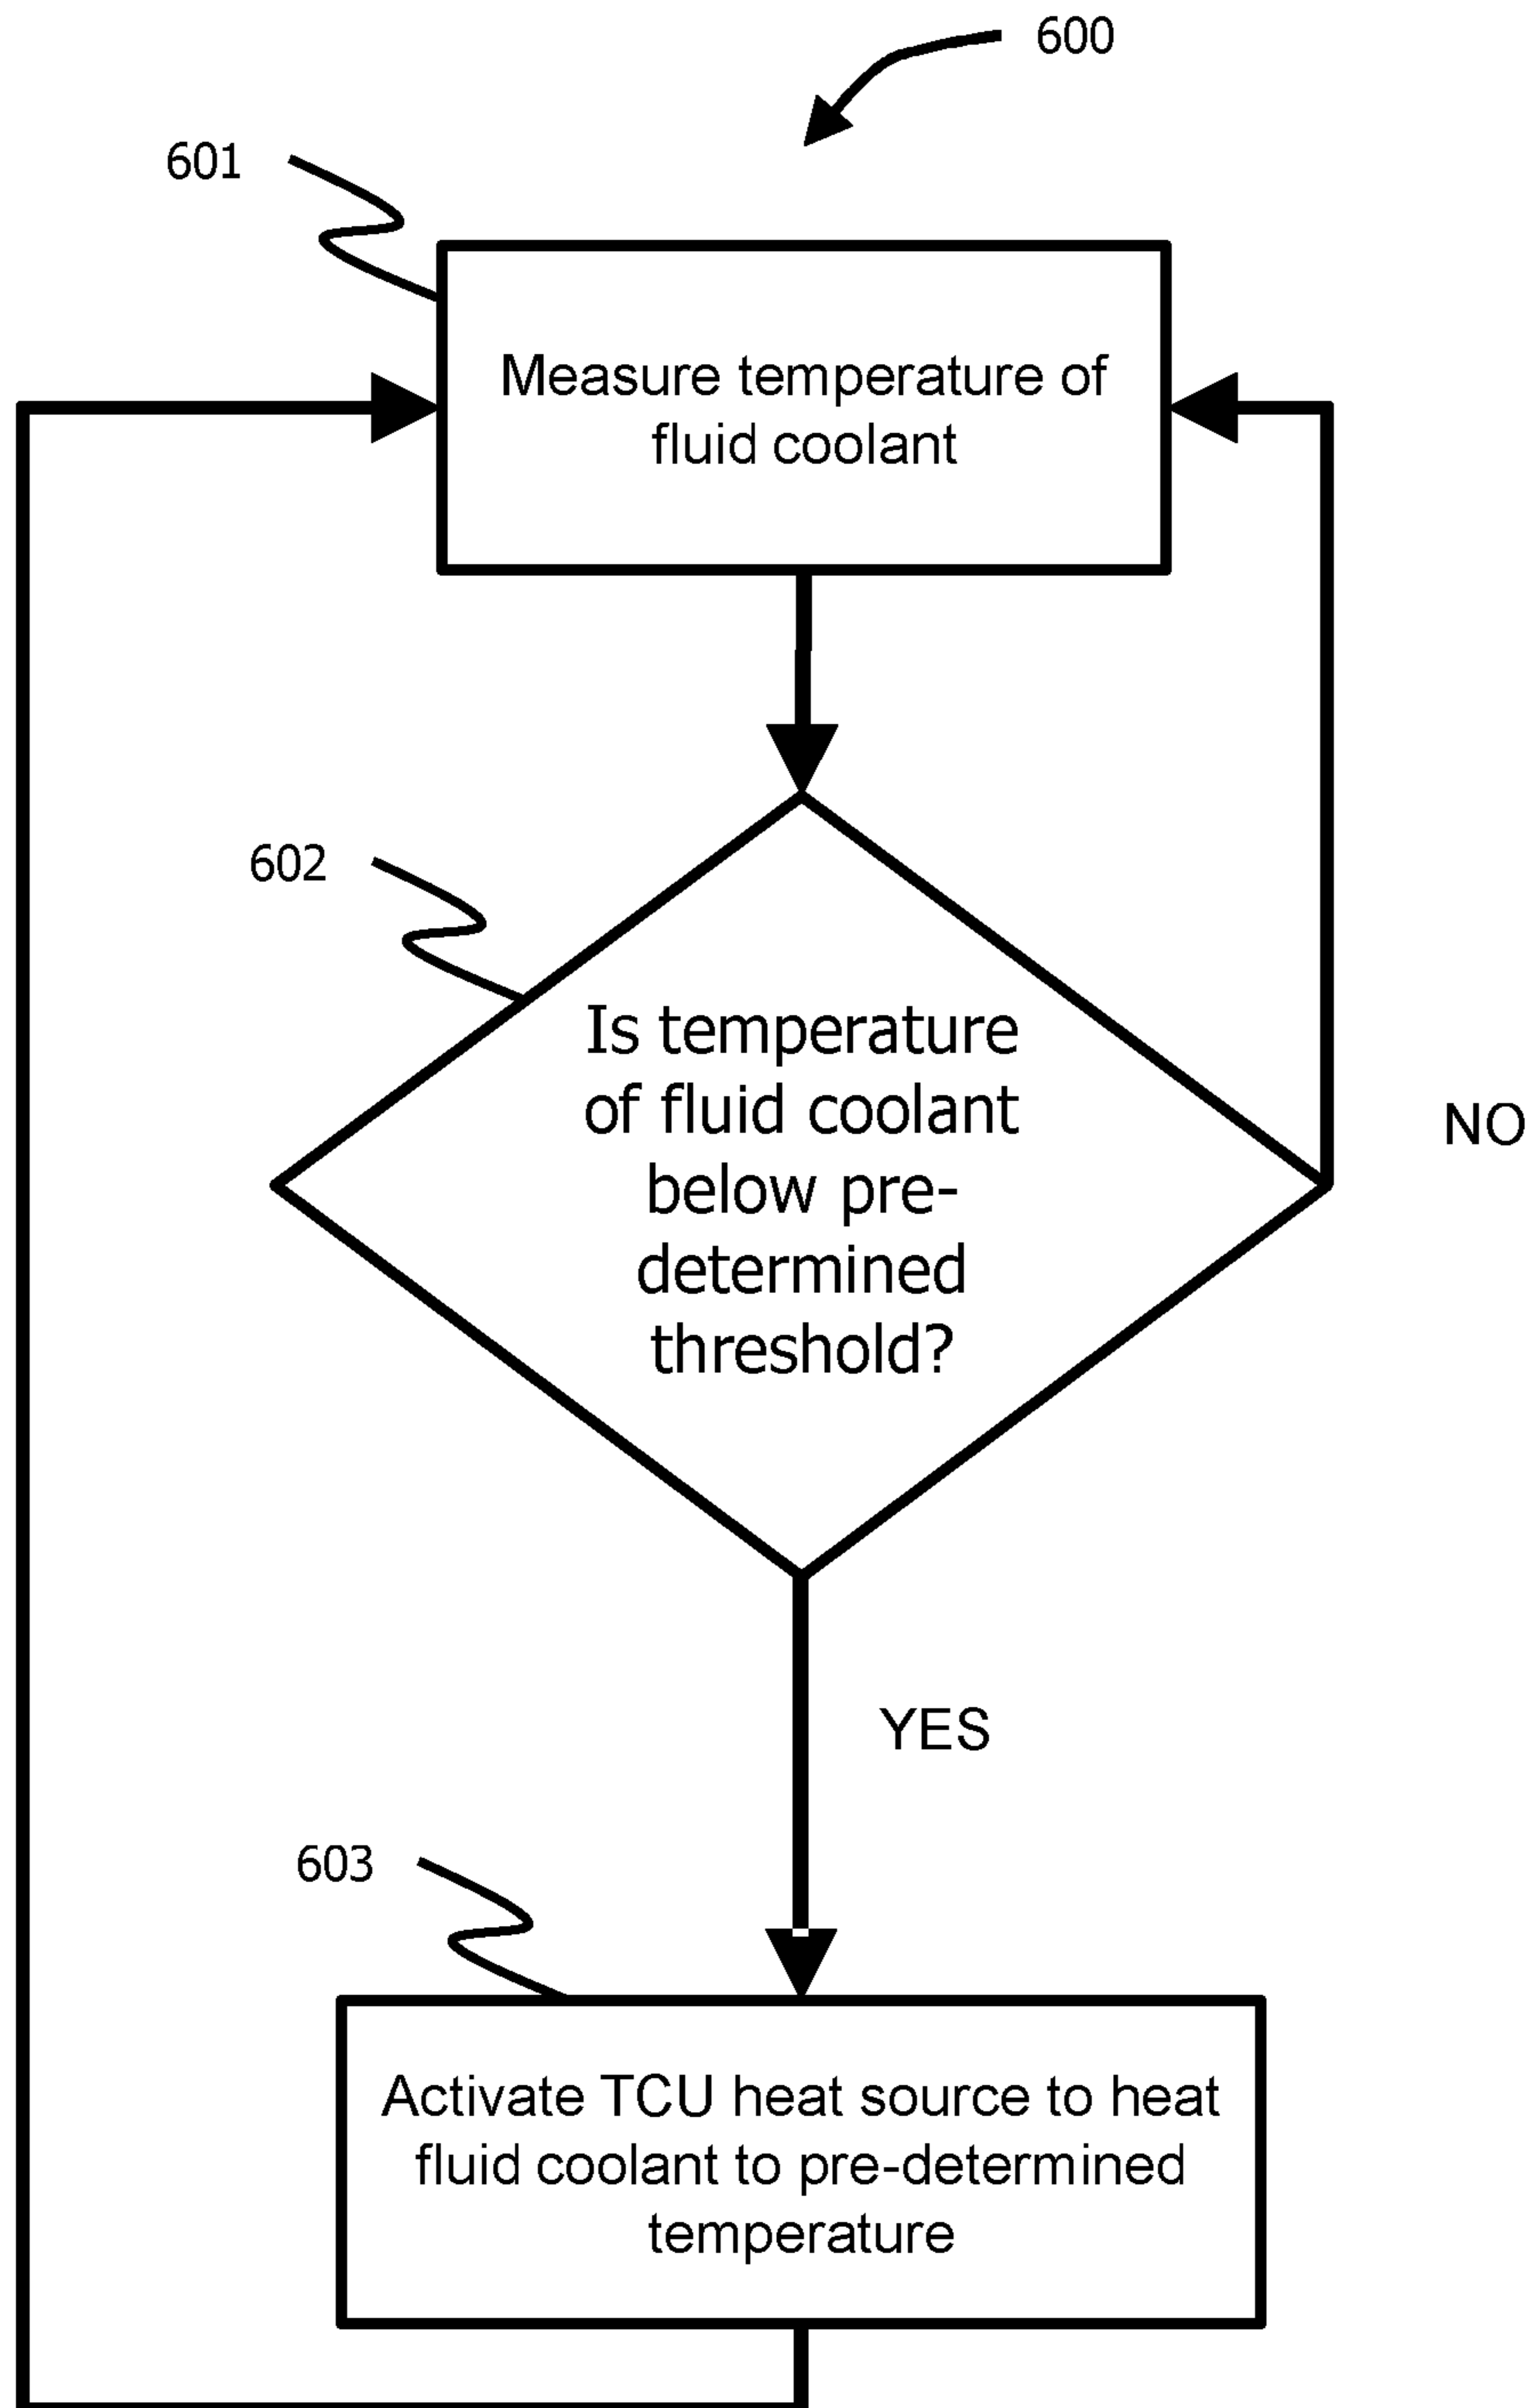 600
601
Measure temperature of
fluid coolant
602
Is temperature
of fluid coolant
below pre-
determined
threshold?
NO
YES
603
Activate TCU heat source to heat
fluid coolant to pre-determined
temperature